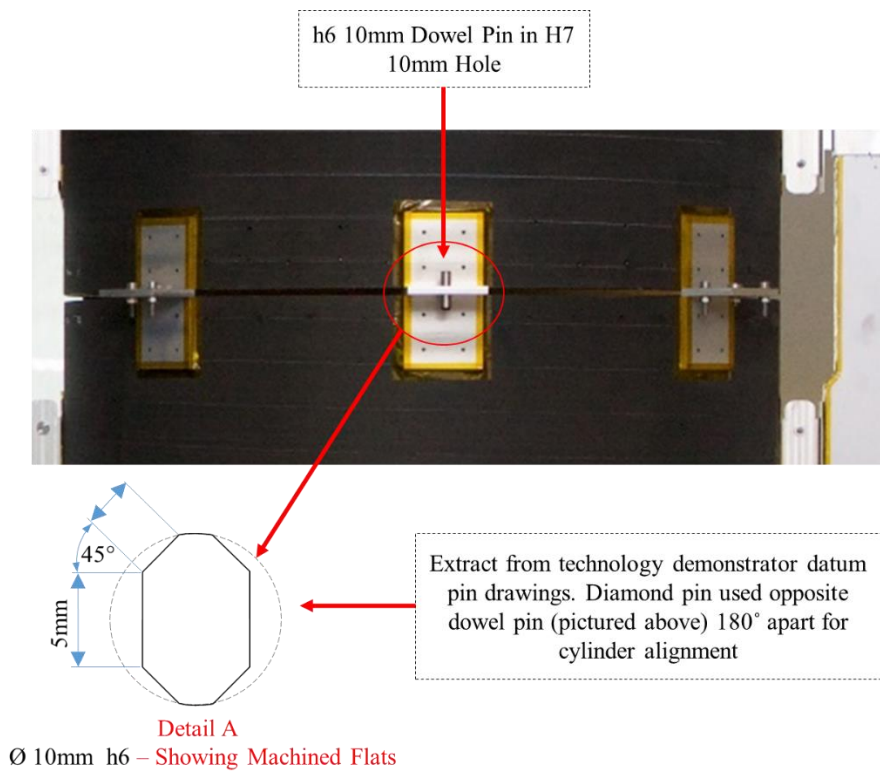 h6 10mm Dowel Pin in H7
10mm Hole
45°
5mm
Extract from technology demonstrator datum
pin drawings. Diamond pin used opposite
dowel pin (pictured above) 180˚ apart for
cylinder alignment
Detail A
Ø 10mm h6 – Showing Machined Flats